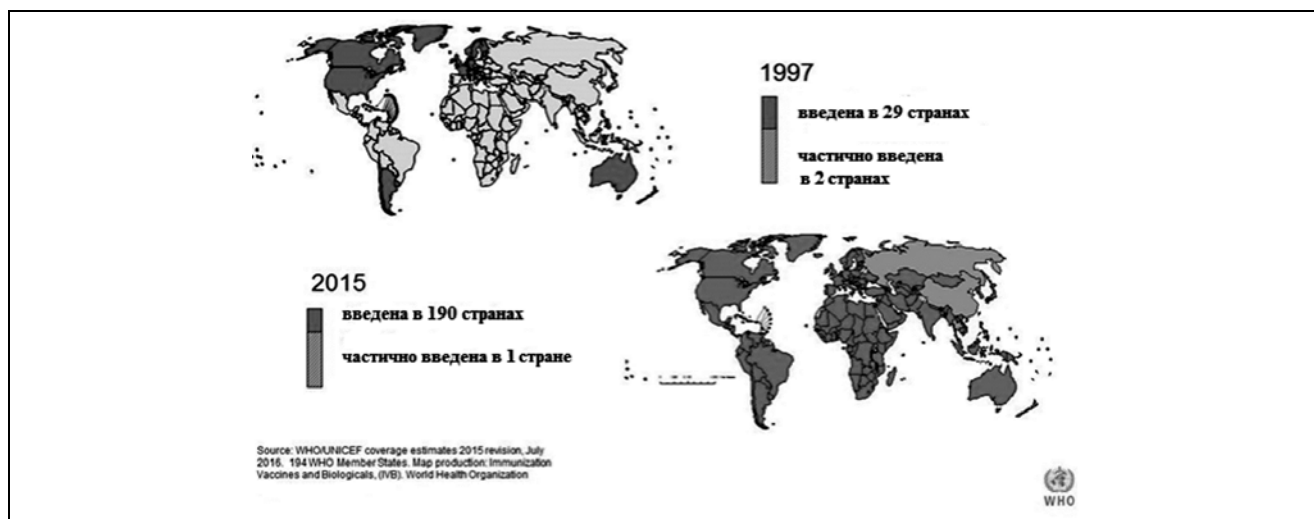 1997
введена в 29 странах
частично введена
в 2 странах
2015
введена в 190 странах
частично введена в 1 стране
Source: WHO/UNICEF coverage estimates 2015 revision, July
2016. 194 WHO Member States. Map production: Immunization
Vaccines and Biologicals, (IVB). World Health Organization
WHO